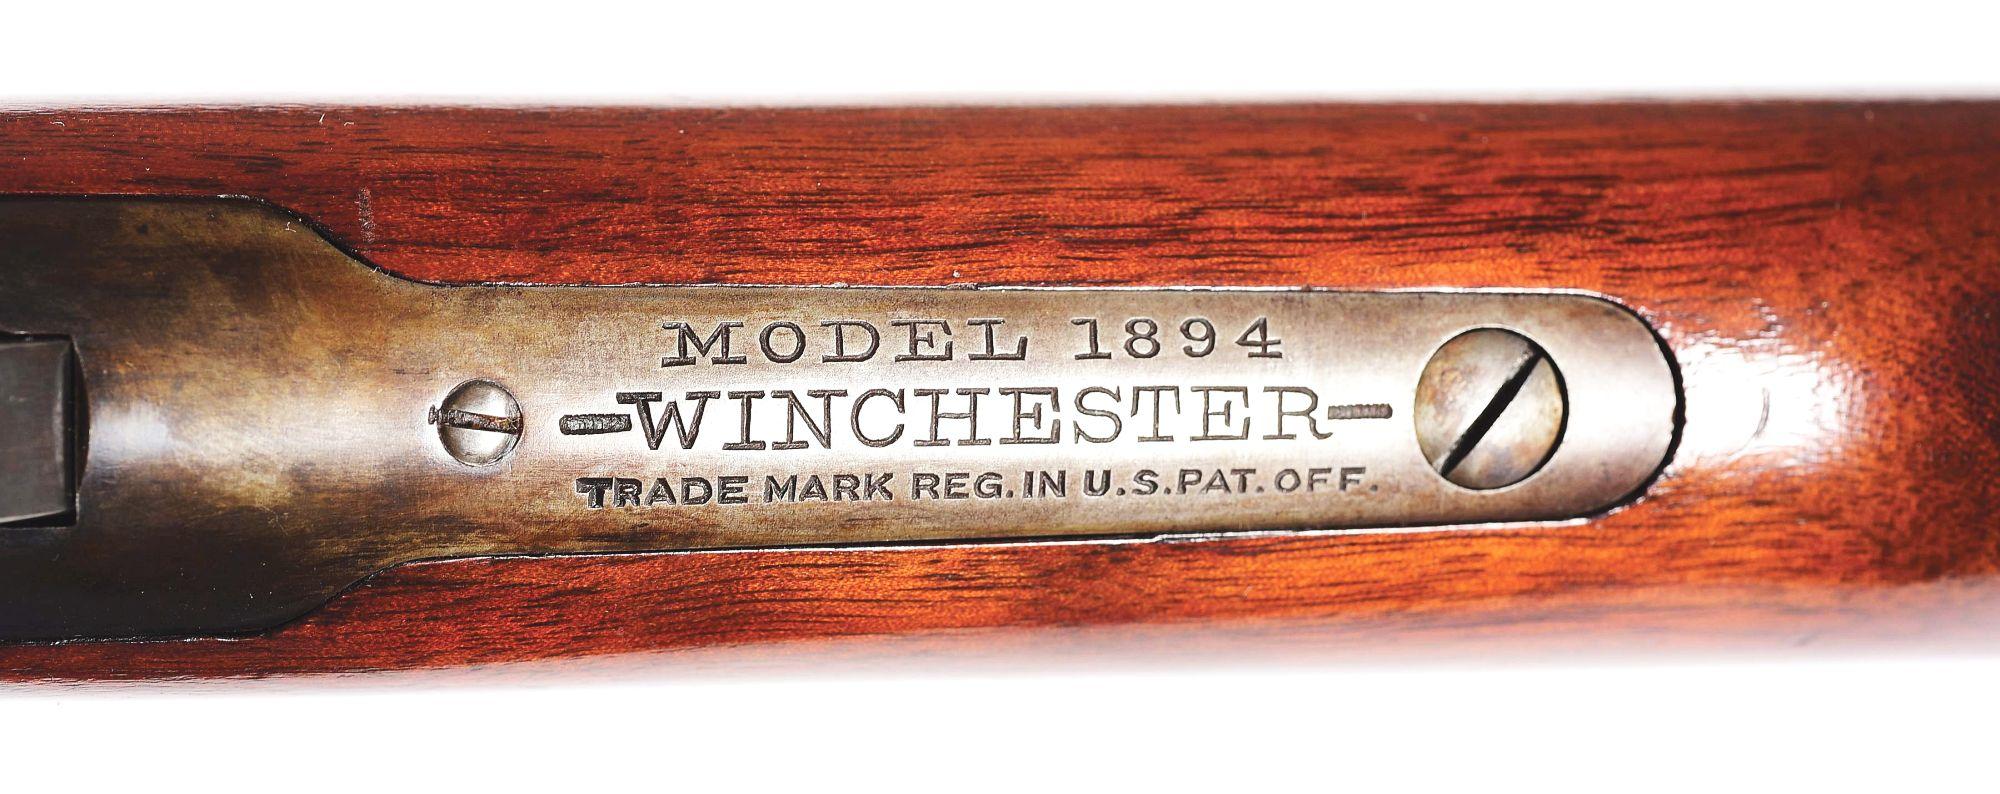 MODEL 1894
-WINCHESTER-
TRADE MARK REG. IN U.S. PAT. OFF.